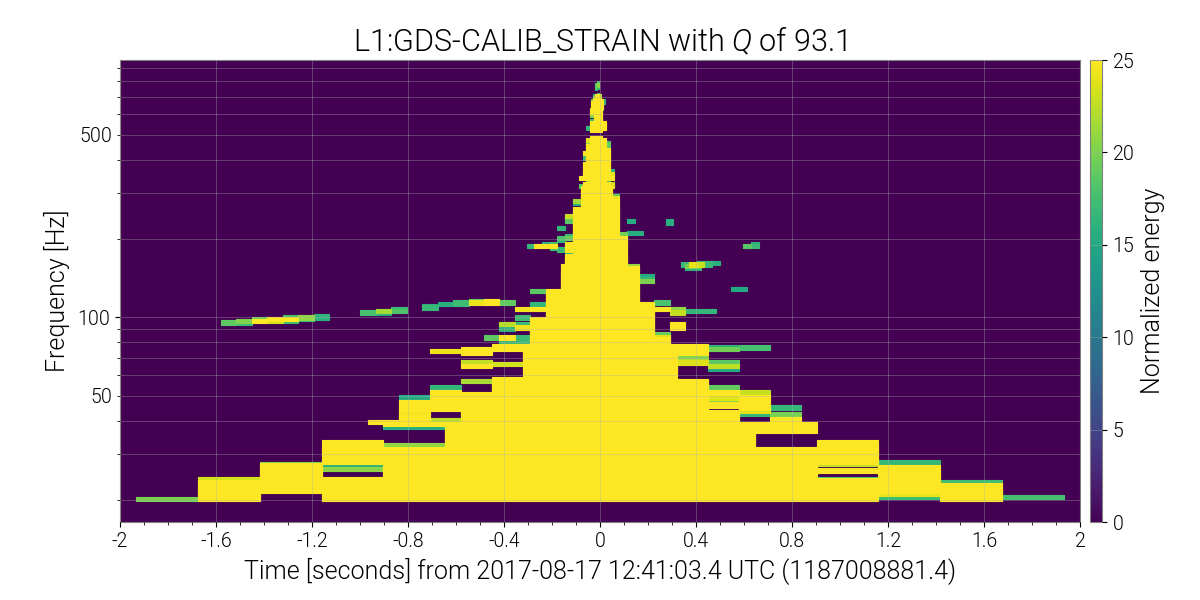 L1:GDS-CALIB_STRAIN with Q of 93.1
Frequency [Hz]
500
100
50
-2 -1.6 -1.2 -0.8 -0.4 0 0.4 0.8 1.2 1.6 2
Time [seconds] from 2017-08-17 12:41:03.4 UTC (1187008881.4)
25
20
15
10
5
0
Normalized energy